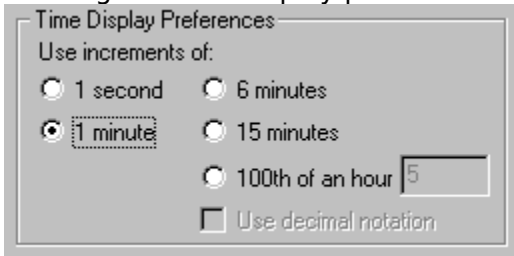 Time Display Preferences
Use increments of:
1 second 6 minutes
1 minute 15 minutes
100th of an hour 5
Use decimal notation